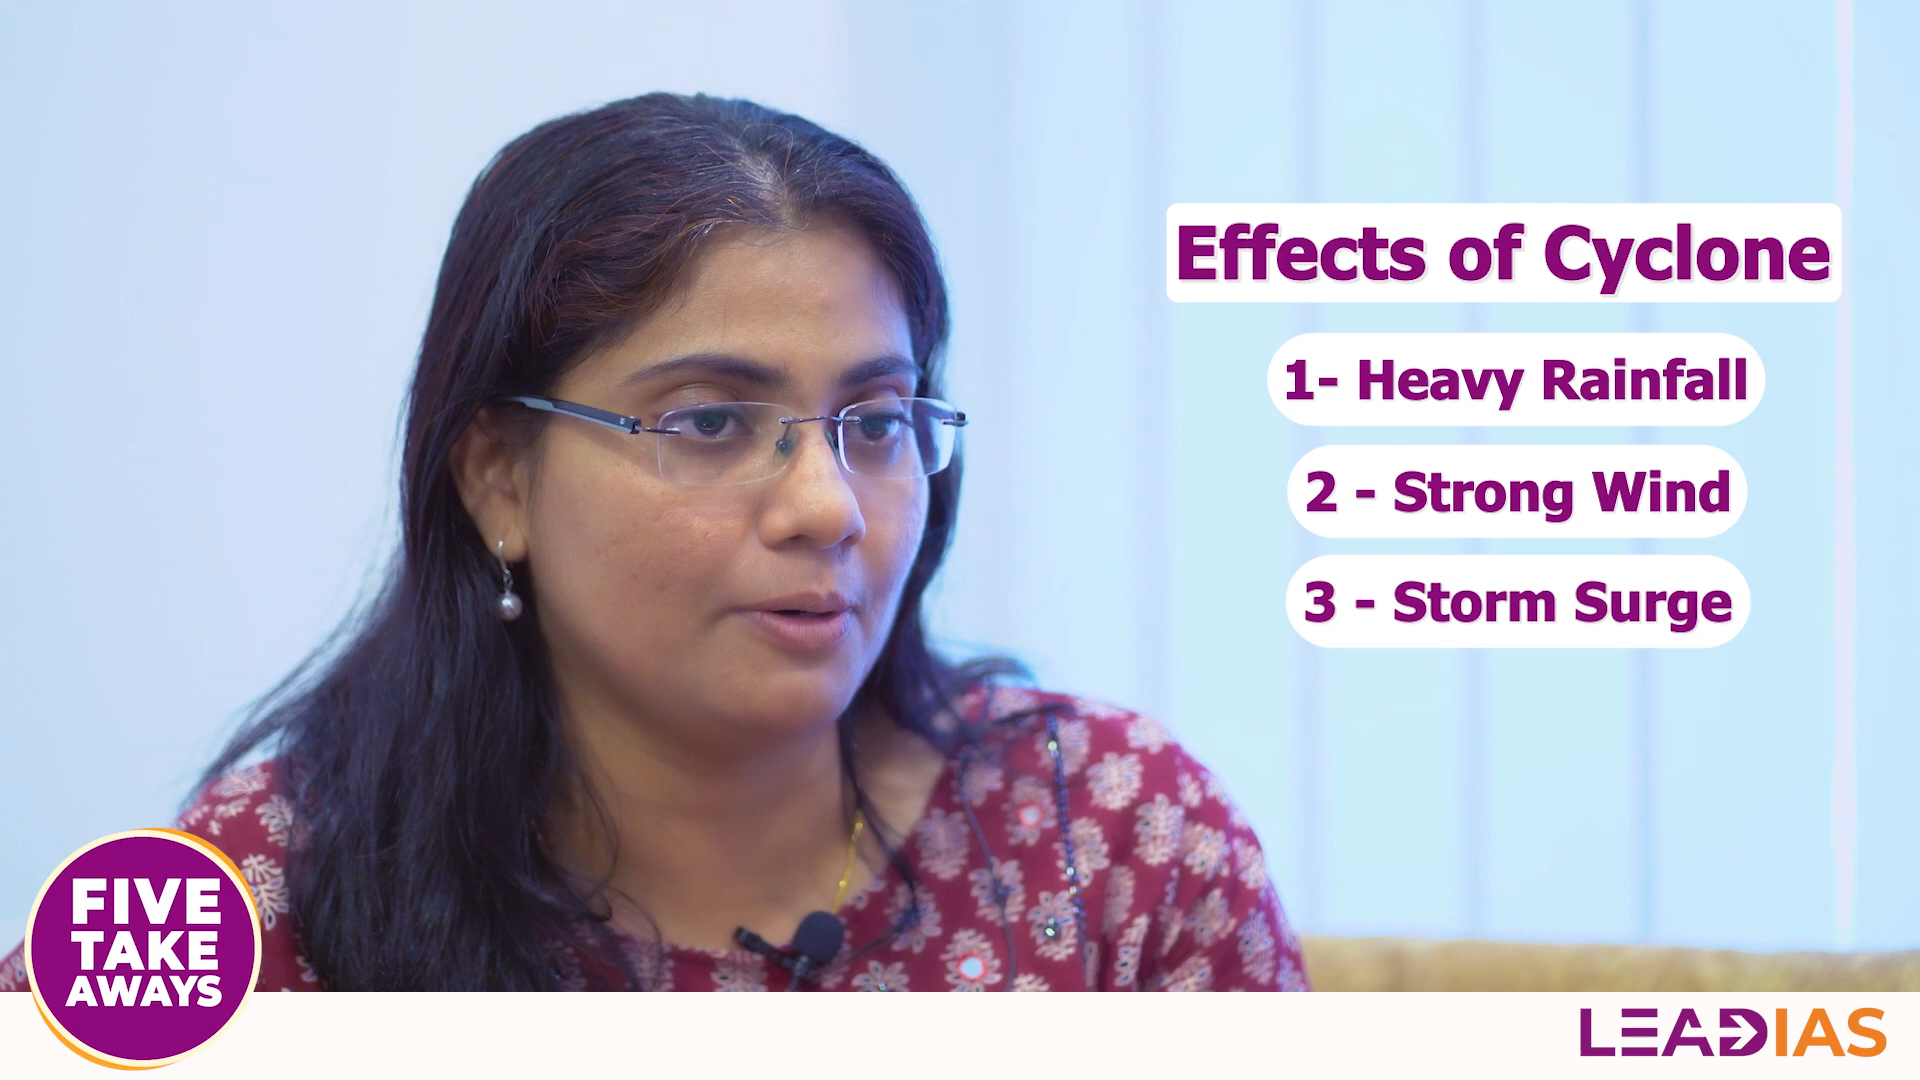 Effects of Cyclone
1- Heavy Rainfall
2 - Strong Wind
3 - Storm Surge
FIVE
TAKE
AWAYS
LEADIAS